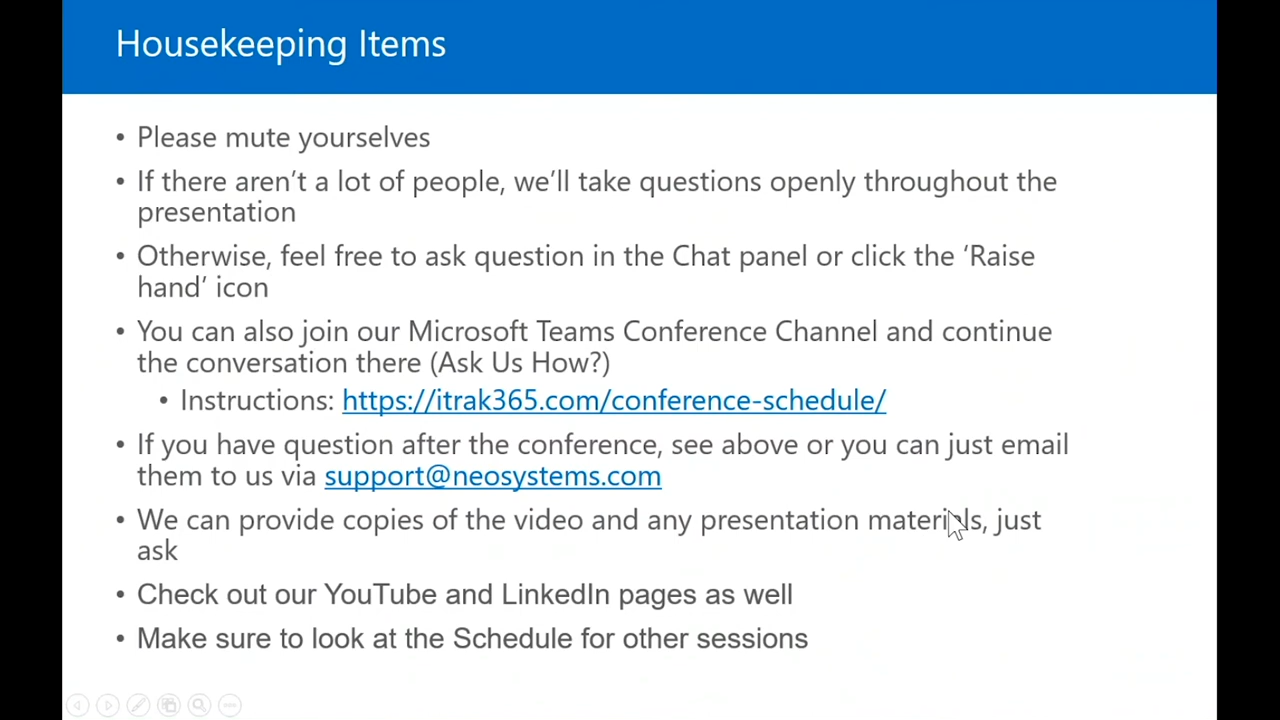 Housekeeping Items
• Please mute yourselves
• If there aren’t a lot of people, we’ll take questions openly throughout the
presentation
• Otherwise, feel free to ask question in the Chat panel or click the ‘Raise
hand’ icon
• You can also join our Microsoft Teams Conference Channel and continue
the conversation there (Ask Us How?)
• Instructions: https://itrak365.com/conference-schedule/
• If you have question after the conference, see above or you can just email
them to us via support@neosystems.com
• We can provide copies of the video and any presentation materials, just
ask
• Check out our YouTube and LinkedIn pages as well
• Make sure to look at the Schedule for other sessions